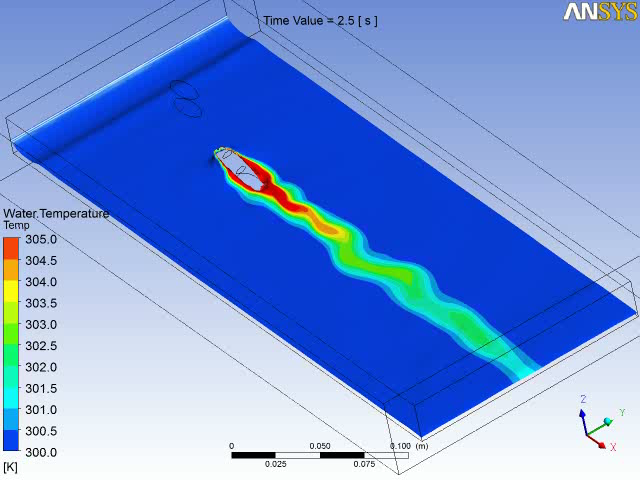 Time Value = 2.5 [ s ]
ANSYS
Water.Temperature
Temp
305.0
304.5
304.0
303.5
303.0
302.5
302.0
301.5
301.0
300.5
300.0
[K]
0 0.050 0.100 (m)
0.025 0.075
Z
Y
X